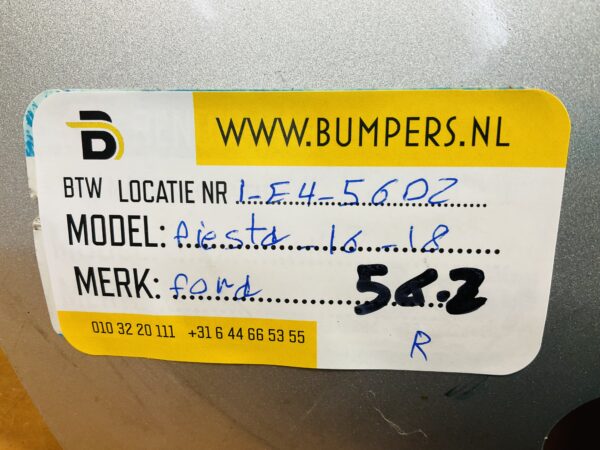 B
WWW.BUMPERS.NL
BTW LOCATIE NR 1-E4-56D2
MODEL: fiesta-16-18
MERK: ford
56.2
010 32 20 111 +31 6 44 66 53 55
R